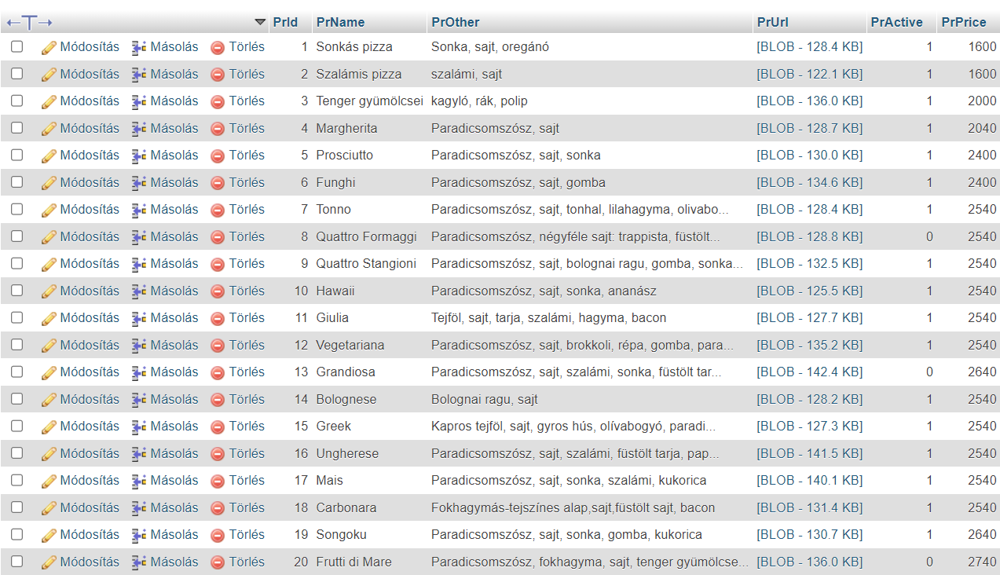 PrId PrName PrOther PrUrl PrActive PrPrice
Módosítás Másolás Törlés 1 Sonkás pizza Sonka, sajt, oregánó [BLOB - 128.4 KB] 1 1600
Módosítás Másolás Törlés 2 Szalámis pizza szalámi, sajt [BLOB - 122.1 KB] 1 1600
Módosítás Másolás Törlés 3 Tenger gyümölcsei kagyló, rák, polip [BLOB - 136.0 KB] 1 2000
Módosítás Másolás Törlés 4 Margherita Paradicsomszósz, sajt [BLOB - 128.7 KB] 1 2040
Módosítás Másolás Törlés 5 Prosciutto Paradicsomszósz, sajt, sonka [BLOB - 130.0 KB] 1 2400
Módosítás Másolás Törlés 6 Funghi Paradicsomszósz, sajt, gomba [BLOB - 134.6 KB] 1 2400
Módosítás Másolás Törlés 7 Tonno Paradicsomszósz, sajt, tonhal, lilahagyma, olivabo... [BLOB - 128.4 KB] 1 2540
Módosítás Másolás Törlés 8 Quattro Formaggi Paradicsomszósz, négyféle sajt: trappista, füstölt... [BLOB - 128.8 KB] 0 2540
Módosítás Másolás Törlés 9 Quattro Stangioni Paradicsomszósz, sajt, bolognai ragu, gomba, sonka... [BLOB - 132.5 KB] 1 2540
Módosítás Másolás Törlés 10 Hawaii Paradicsomszósz, sajt, sonka, ananász [BLOB - 125.5 KB] 1 2540
Módosítás Másolás Törlés 11 Giulia Tejföl, sajt, tarja, szalámi, hagyma, bacon [BLOB - 127.7 KB] 1 2540
Módosítás Másolás Törlés 12 Vegetariana Paradicsomszósz, sajt, brokkoli, répa, gomba, para... [BLOB - 135.2 KB] 1 2540
Módosítás Másolás Törlés 13 Grandiosa Paradicsomszósz, sajt, szalámi, sonka, füstölt tar... [BLOB - 142.4 KB] 0 2640
Módosítás Másolás Törlés 14 Bolognese Bolognai ragu, sajt [BLOB - 128.2 KB] 1 2540
Módosítás Másolás Törlés 15 Greek Kapros tejföl, sajt, gyros hús, olívabogyó, paradi... [BLOB - 127.3 KB] 1 2540
Módosítás Másolás Törlés 16 Ungherese Paradicsomszósz, sajt, szalámi, füstölt tarja, pap... [BLOB - 141.5 KB] 1 2540
Módosítás Másolás Törlés 17 Mais Paradicsomszósz, sajt, sonka, szalámi, kukorica [BLOB - 140.1 KB] 1 2540
Módosítás Másolás Törlés 18 Carbonara Fokhagymás-tejszínes alap,sajt,füstölt sajt, bacon [BLOB - 131.4 KB] 1 2540
Módosítás Másolás Törlés 19 Songoku Paradicsomszósz, sajt, sonka, gomba, kukorica [BLOB - 130.7 KB] 1 2640
Módosítás Másolás Törlés 20 Frutti di Mare Paradicsomszósz, fokhagyma, sajt, tenger gyümölcse... [BLOB - 136.0 KB] 0 2740